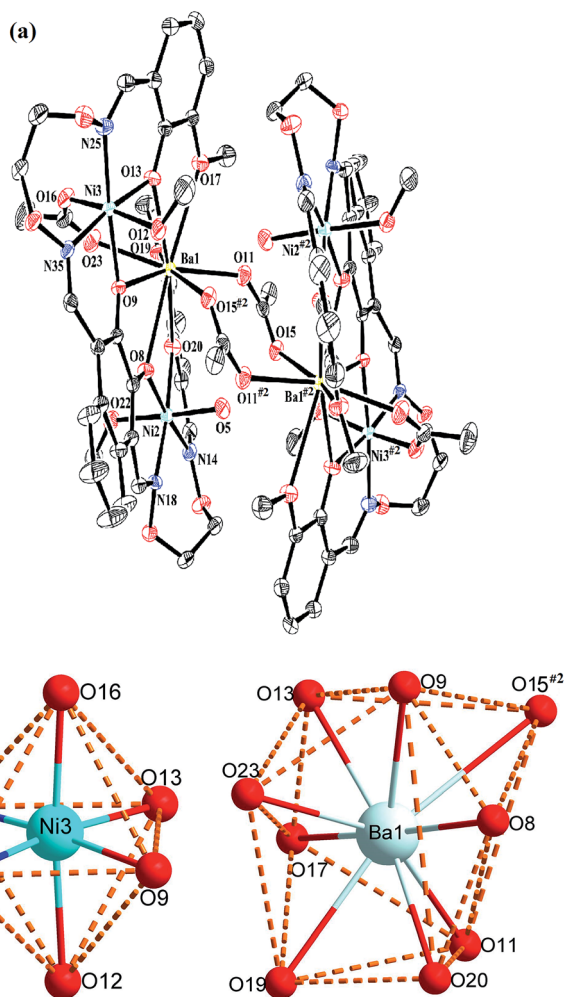 (a)
N25
O13
O17
O16
Ni3
O12
O19
Ba1
N35
O23
O11
O9
O15#2
O15
O20
O8
O11#2
O22
Ni2
O5
N14
N18
Ni2#2
Ba1#2
Ni3#2
O16
O13
Ni3
O9
O12
O13
O9
O15#2
O23
Ba1
O8
O17
O11
O19
O20